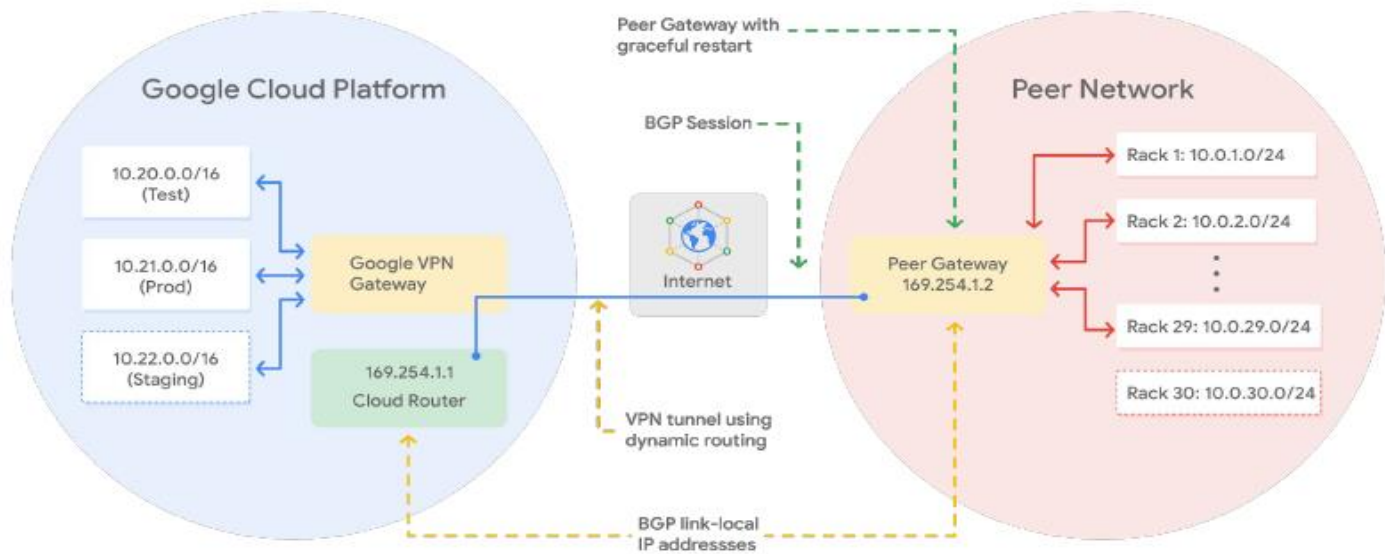 Peer Gateway with
graceful restart
Google Cloud Platform
Peer Network
BGP Session
10.20.0.0/16
(Test)
10.21.0.0/16
(Prod)
10.22.0.0/16
(Staging)
Google VPN
Gateway
169.254.1.1
Cloud Router
Internet
Peer Gateway
169.254.1.2
Rack 1: 10.0.1.0/24
Rack 2: 10.0.2.0/24
Rack 29: 10.0.29.0/24
Rack 30: 10.0.30.0/24
VPN tunnel using
dynamic routing
BGP link-local
IP addressses